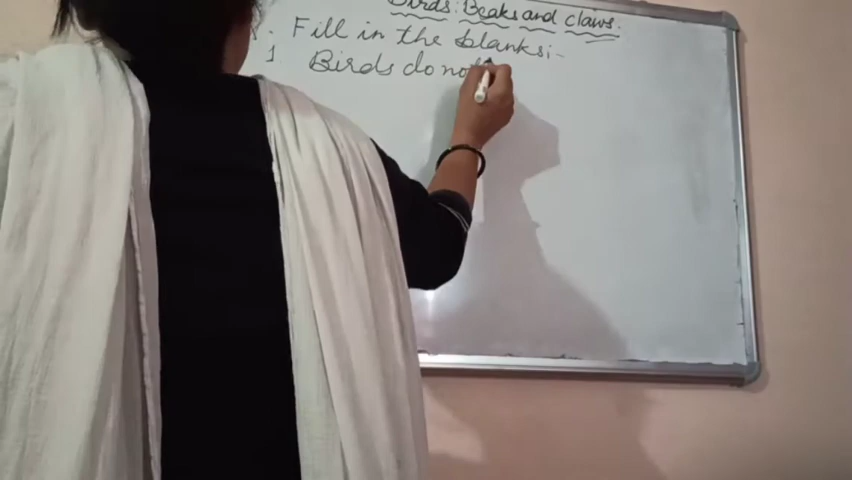 Birds: Beaks and claws.
Fill in the blanks:-
1 Birds do not